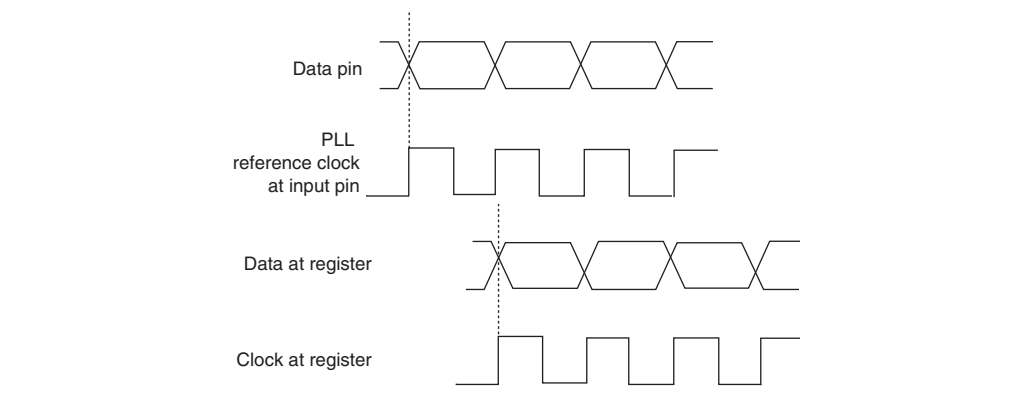 Data pin
PLL
reference clock
at input pin
Data at register
Clock at register